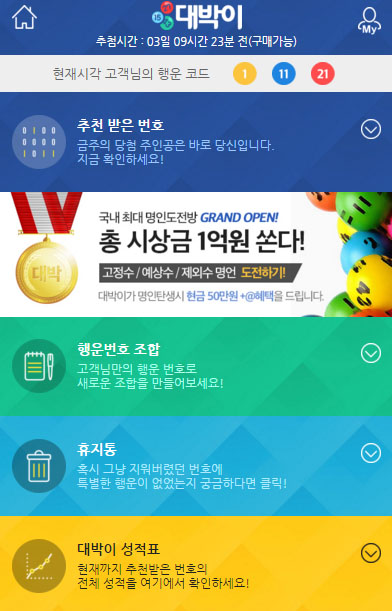 대박이
My
추첨시간 : 03일 09시간 23분 전(구매가능)
현재시각 고객님의 행운 코드 1 11 21
추천 받은 번호
금주의 당첨 주인공은 바로 당신입니다.
지금 확인하세요!
국내 최대 명인도전방 GRAND OPEN!
총 시상금 1억원 쏜다!
고정수 / 예상수 / 제외수 명언 도전하기!
대박이가 명인탄생시 현금 50만원 +@혜택을 드립니다.
대박
행운번호 조합
고객님만의 행운 번호로
새로운 조합을 만들어보세요!
휴지통
혹시 그냥 지워버렸던 번호에
특별한 행운이 없었는지 궁금하다면 클릭!
대박이 성적표
현재까지 추천받은 번호의
전체 성적을 여기에서 확인하세요!